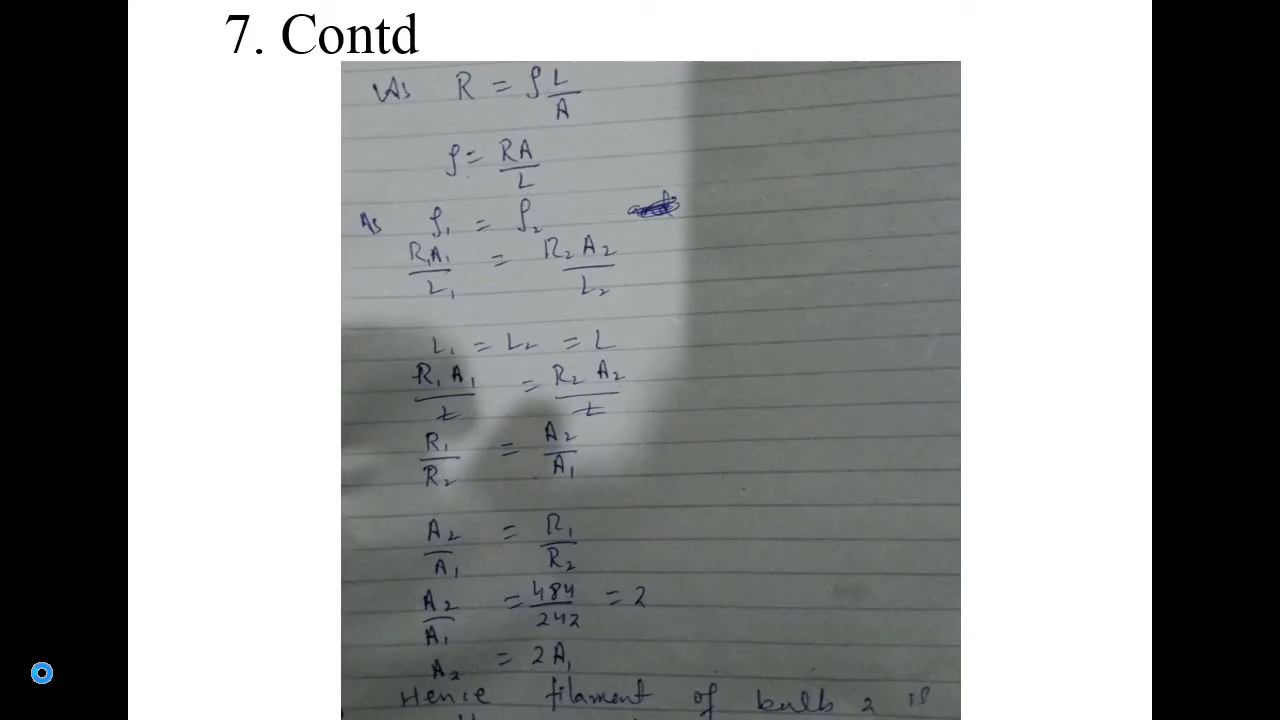 7. Contd
As R = ρ L/A
ρ = RA/L
As ρ₁ = ρ₂
R₁A₁/L₁ = R₂A₂/L₂
L₁ = L₂ = L
R₁A₁/L = R₂A₂/L
R₁/R₂ = A₂/A₁
A₂/A₁ = R₁/R₂
A₂/A₁ = 484/242 = 2
A₂ = 2A₁
Hence filament of bulb 2 is